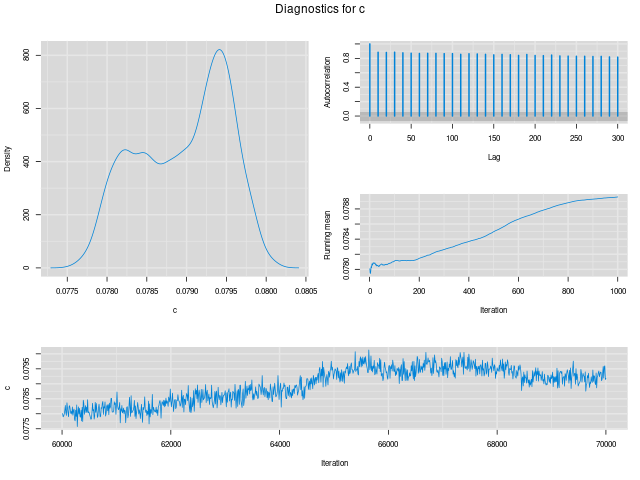 Diagnostics for c
Density
0 200 400 600 800
0.0775 0.0780 0.0785 0.0790 0.0795 0.0800 0.0805
c
Autocorrelation
0.0 0.4 0.8
0 50 100 150 200 250 300
Lag
Running mean
0.0780 0.0784 0.0788
0 200 400 600 800 1000
Iteration
c
0.0775 0.0785 0.0795
60000 62000 64000 66000 68000 70000
Iteration